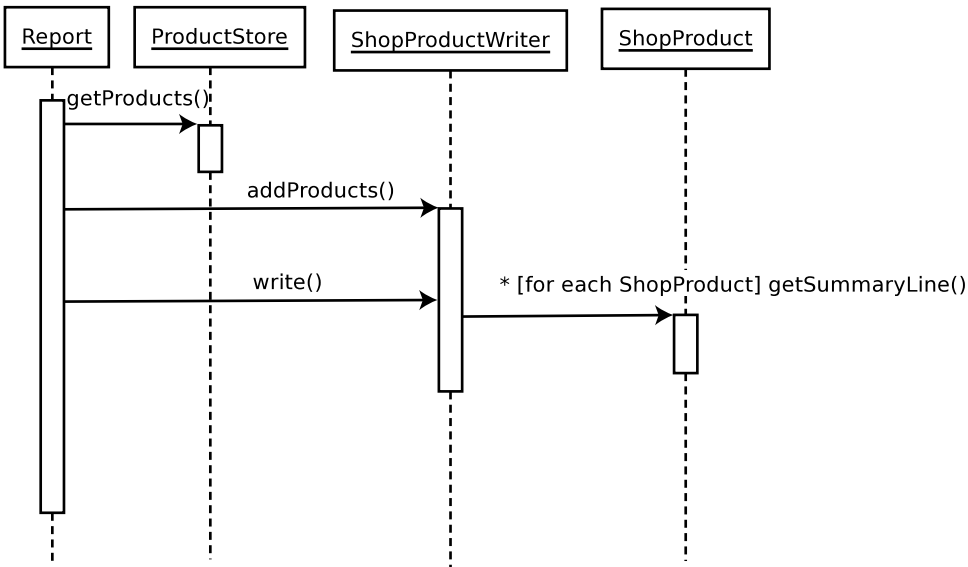 Report
ProductStore
ShopProductWriter
ShopProduct
getProducts()
addProducts()
write()
* [for each ShopProduct] getSummaryLine()